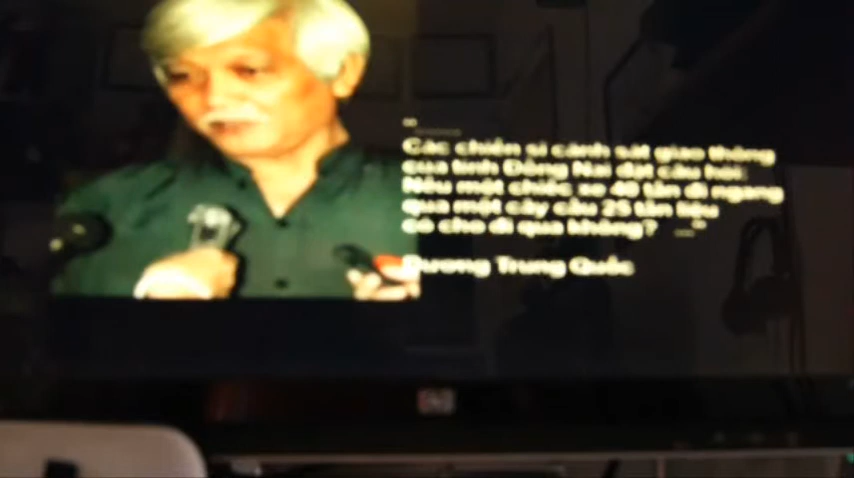 "
Các chiến sĩ cảnh sát giao thông
của tỉnh Đồng Nai đặt câu hỏi:
Nếu một chiếc xe 40 tấn đi ngang
qua một cây cầu 25 tấn liệu
có cho đi qua không? ..."
Dương Trung Quốc
hp